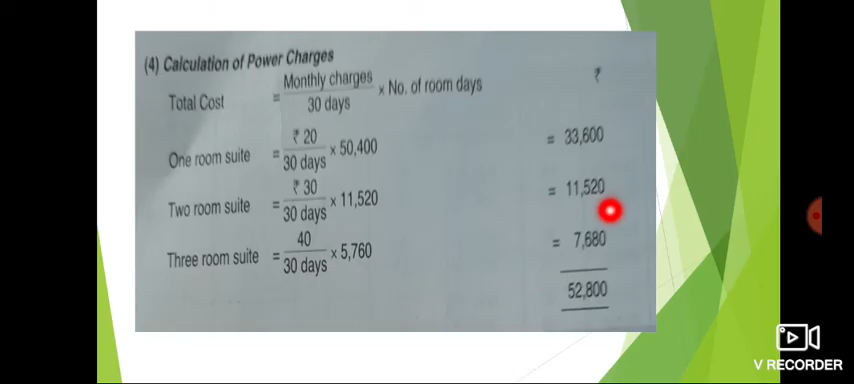 (4) Calculation of Power Charges
₹
Total Cost = Monthly charges / 30 days × No. of room days
One room suite = ₹ 20 / 30 days × 50,400 = 33,600
Two room suite = ₹ 30 / 30 days × 11,520 = 11,520
Three room suite = 40 / 30 days × 5,760 = 7,680
52,800
V RECORDER